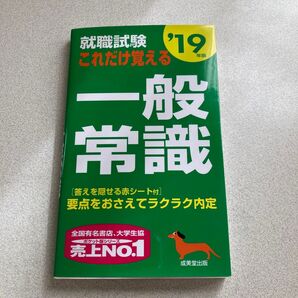 就職試験
これだけ覚える
'19年版
一般
常識
［答えを隠せる赤シート付］
要点をおさえてラクラク内定
全国有名書店、大学生協
売上No.1
成美堂出版